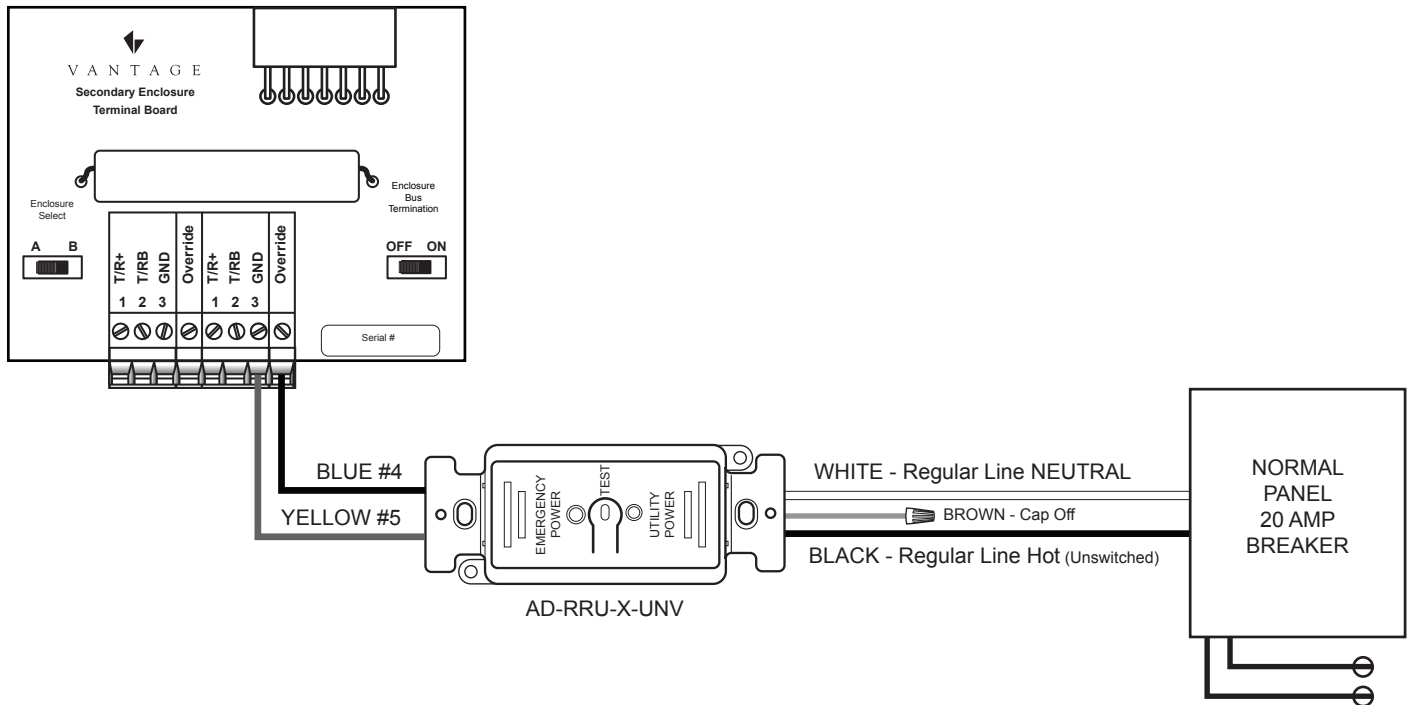 VANTAGE
Secondary Enclosure
Terminal Board
Enclosure
Select
A B
Enclosure
Bus
Termination
OFF ON
T/R+ T/RB GND Override T/R+ T/RB GND Override
1 2 3 1 2 3
Serial #
BLUE #4
YELLOW #5
EMERGENCY
POWER
TEST
UTILITY
POWER
AD-RRU-X-UNV
WHITE - Regular Line NEUTRAL
BROWN - Cap Off
BLACK - Regular Line Hot (Unswitched)
NORMAL
PANEL
20 AMP
BREAKER